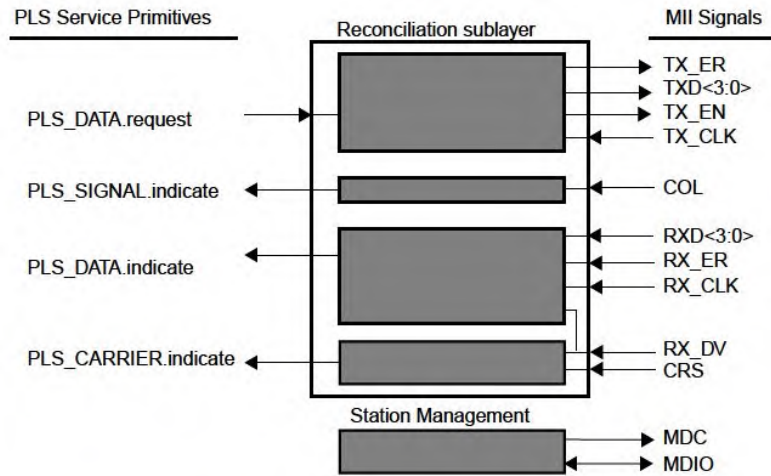 PLS Service Primitives
MII Signals
Reconciliation sublayer
TX_ER
TXD<3:0>
PLS_DATA.request
TX_EN
TX_CLK
PLS_SIGNAL.indicate
COL
RXD<3:0>
PLS_DATA.indicate
RX_ER
RX_CLK
PLS_CARRIER.indicate
RX_DV
CRS
Station Management
MDC
MDIO